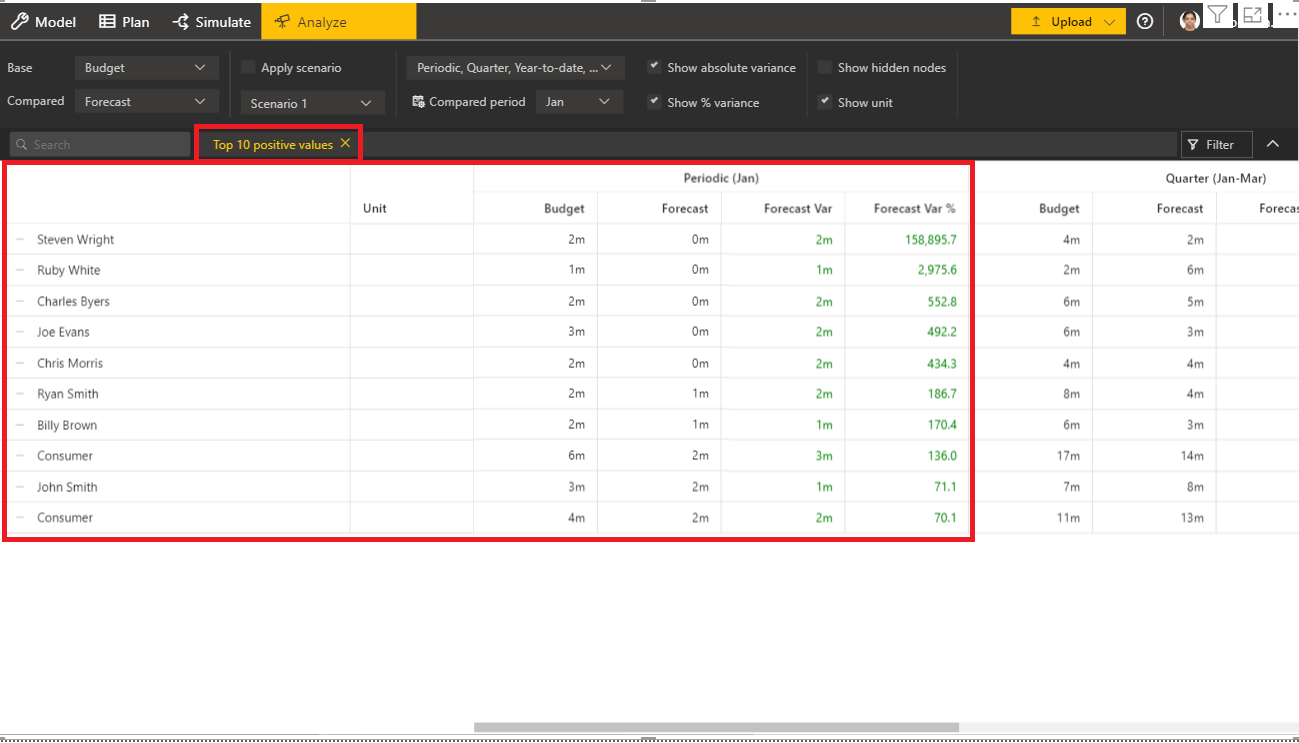 Model Plan Simulate Analyze Upload
Base Budget Apply scenario Periodic, Quarter, Year-to-date, ... Show absolute variance Show hidden nodes
Compared Forecast Scenario 1 Compared period Jan Show % variance Show unit
Search Top 10 positive values Filter
Periodic (Jan) Quarter (Jan-Mar)
Unit Budget Forecast Forecast Var Forecast Var % Budget Forecast
Steven Wright 2m 0m 2m 158,895.7 4m 2m
Ruby White 1m 0m 1m 2,975.6 2m 6m
Charles Byers 2m 0m 2m 552.8 6m 5m
Joe Evans 3m 0m 2m 492.2 6m 3m
Chris Morris 2m 0m 2m 434.3 4m 4m
Ryan Smith 2m 1m 2m 186.7 8m 4m
Billy Brown 2m 1m 1m 170.4 6m 3m
Consumer 6m 2m 3m 136.0 17m 14m
John Smith 3m 2m 1m 71.1 7m 8m
Consumer 4m 2m 2m 70.1 11m 13m